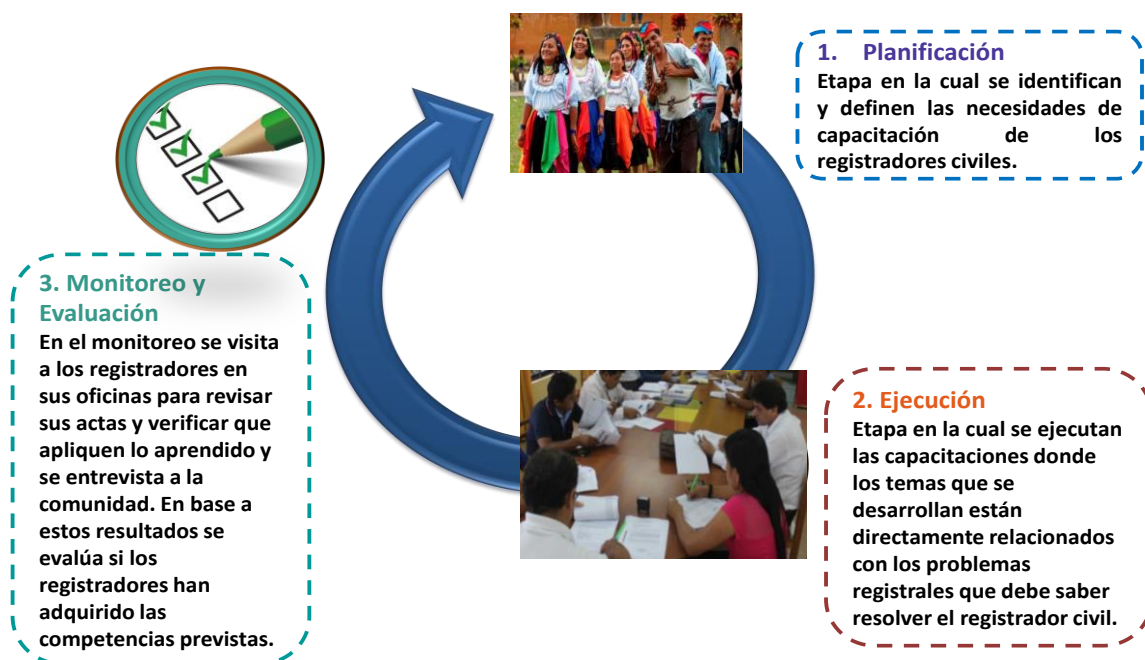 1. Planificación
Etapa en la cual se identifican
y definen las necesidades de
capacitación de los
registradores civiles.
2. Ejecución
Etapa en la cual se ejecutan
las capacitaciones donde
los temas que se
desarrollan están
directamente relacionados
con los problemas
registrales que debe saber
resolver el registrador civil.
3. Monitoreo y
Evaluación
En el monitoreo se visita
a los registradores en
sus oficinas para revisar
sus actas y verificar que
apliquen lo aprendido y
se entrevista a la
comunidad. En base a
estos resultados se
evalúa si los
registradores han
adquirido las
competencias previstas.